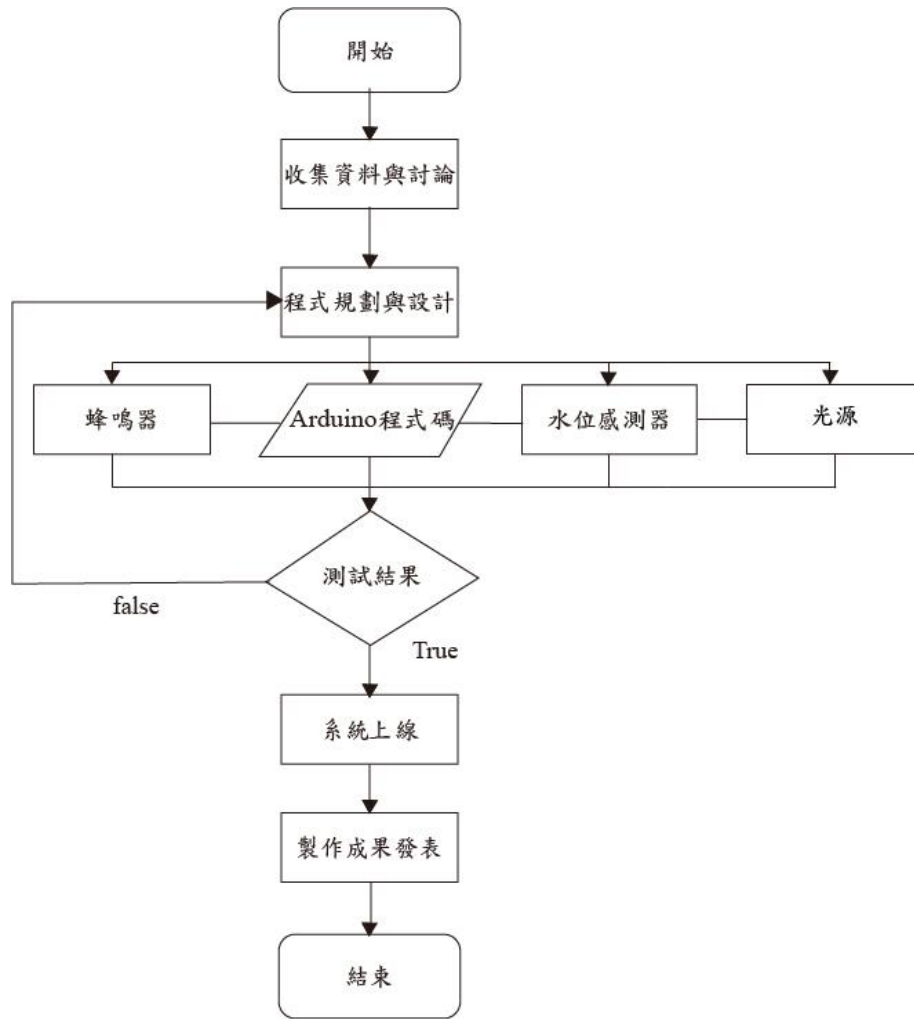 開始
收集資料與討論
程式規劃與設計
蜂鳴器
Arduino程式碼
水位感測器
光源
測試結果
false
True
系統上線
製作成果發表
結束